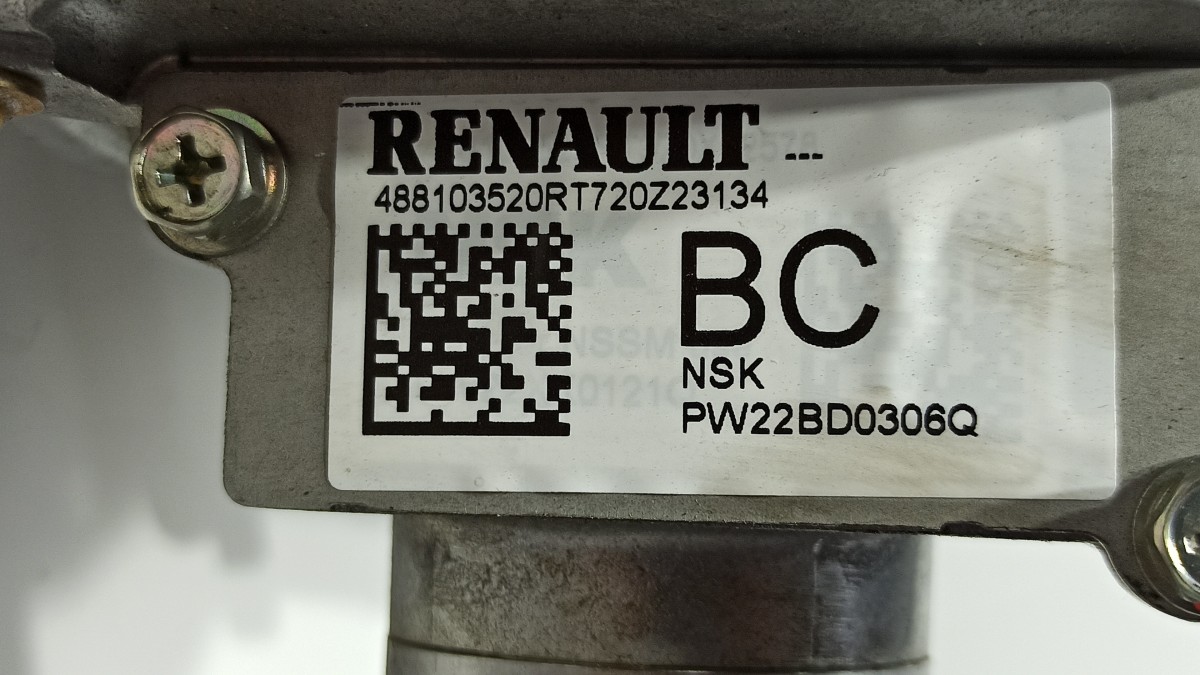 RENAULT ---
488103520RT720Z23134
BC
NSK
PW22BD0306Q